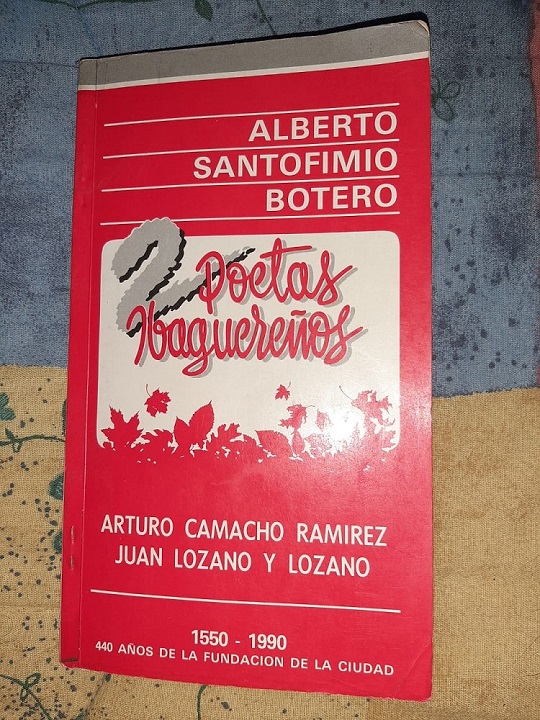 ALBERTO
SANTOFIMIO
BOTERO
2 Poetas
Ibaguereños
ARTURO CAMACHO RAMIREZ
JUAN LOZANO Y LOZANO
1550 - 1990
440 AÑOS DE LA FUNDACION DE LA CIUDAD